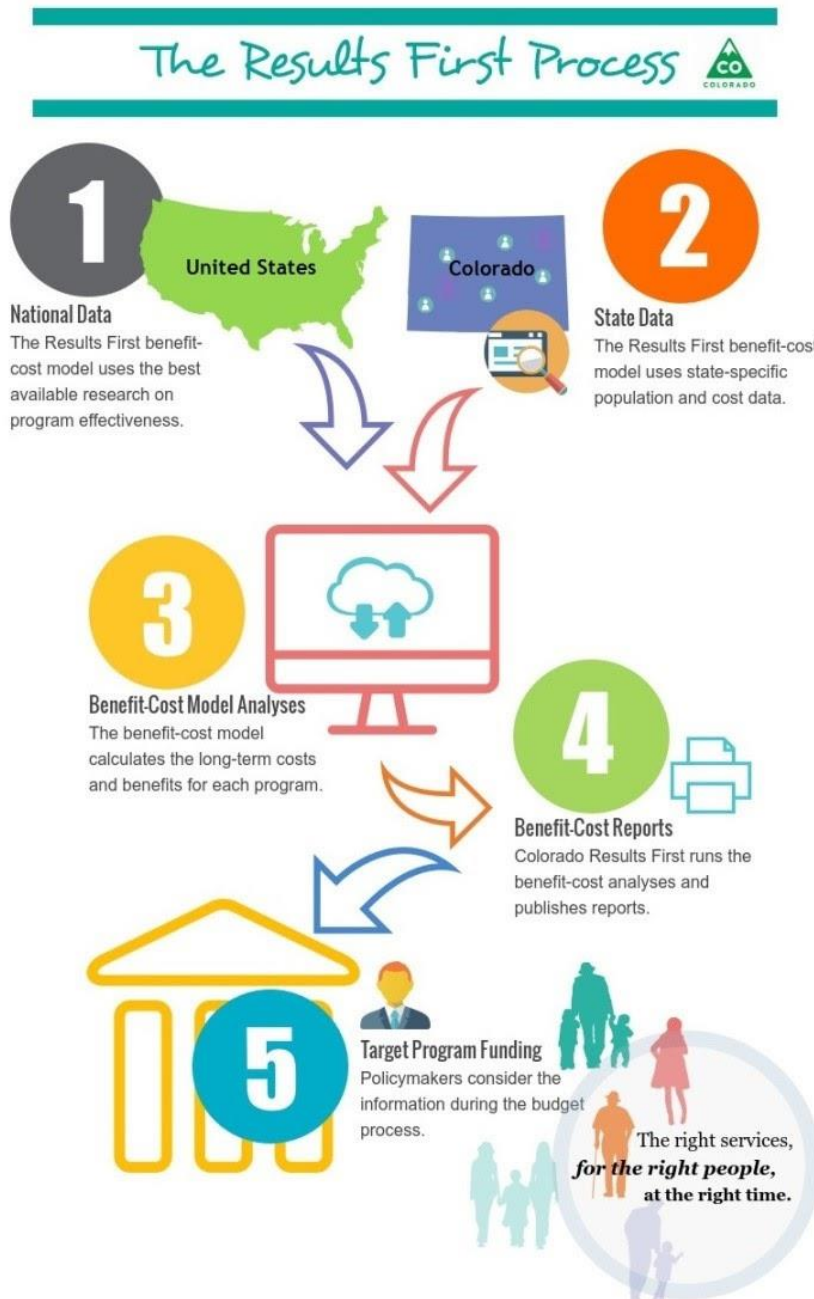 The Results First Process
CO
COLORADO
1
United States
National Data
The Results First benefit-
cost model uses the best
available research on
program effectiveness.
Colorado
2
State Data
The Results First benefit-cost
model uses state-specific
population and cost data.
3
Benefit-Cost Model Analyses
The benefit-cost model
calculates the long-term costs
and benefits for each program.
4
Benefit-Cost Reports
Colorado Results First runs the
benefit-cost analyses and
publishes reports.
5
Target Program Funding
Policymakers consider the
information during the budget
process.
The right services,
for the right people,
at the right time.